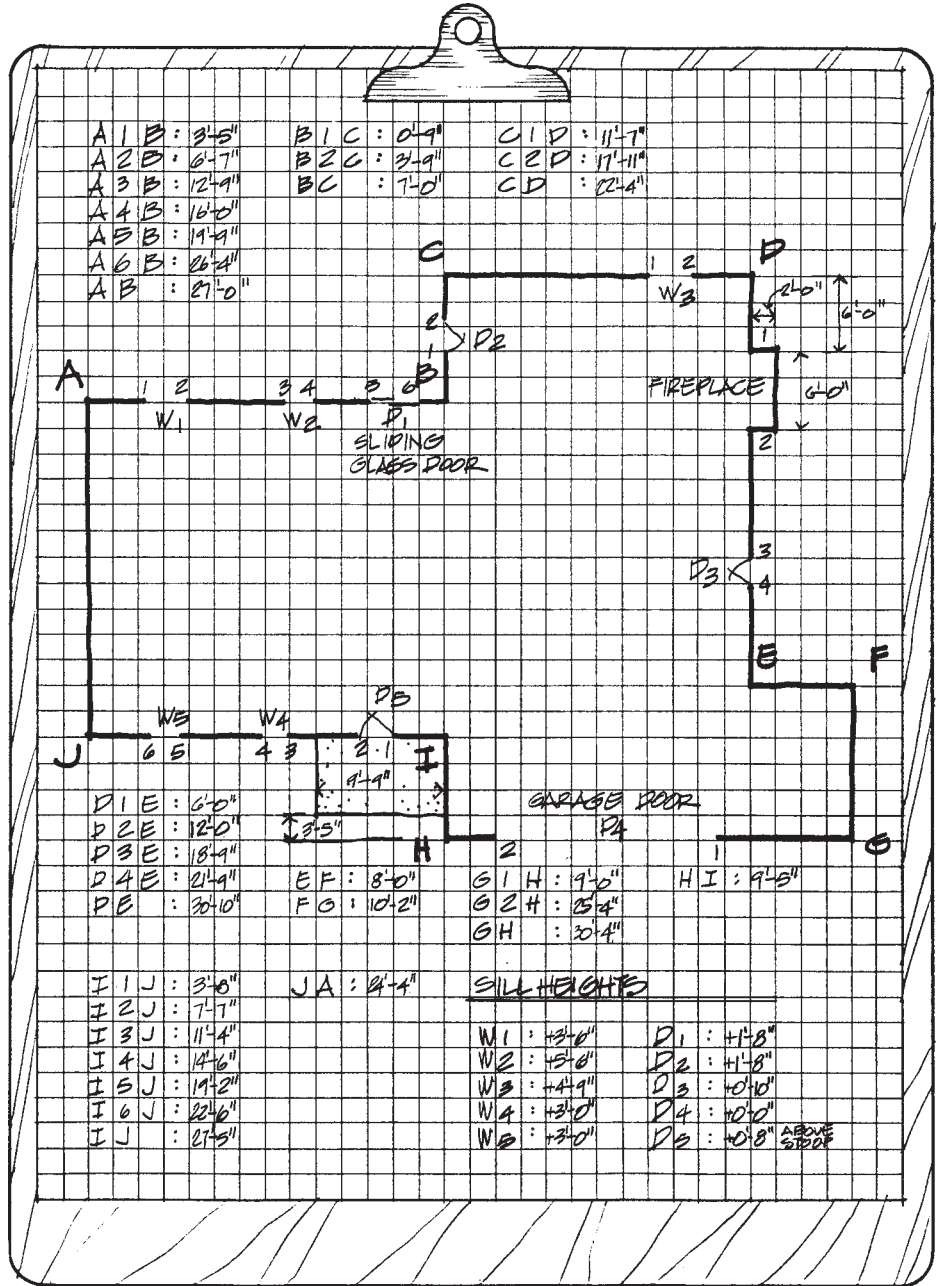 A 1 B : 3'-5"
A 2 B : 6'-7"
A 3 B : 12'-9"
A 4 B : 16'-0"
A 5 B : 19'-9"
A 6 B : 26'-4"
A B : 27'-0"
B 1 C : 0'-9"
B 2 C : 3'-9"
B C : 7'-0"
C 1 D : 11'-7"
C 2 D : 17'-11"
C D : 22'-4"
C
1 2
D
W3
2'-0"
6'-0"
2
1
D2
1
A
1 2
3 4
5 6
B
FIREPLACE
6'-0"
W1
W2
D1
SLIDING
GLASS DOOR
2
3
D3
4
E
F
D5
W5
W4
J
6 5
4 3
2 1
I
9'-9"
GARAGE DOOR
D4
3'-5"
H
2
1
G
D 1 E : 6'-0"
D 2 E : 12'-0"
D 3 E : 18'-9"
D 4 E : 21'-9"
D E : 30'-10"
E F : 8'-0"
F G : 10'-2"
G 1 H : 9'-0"
G 2 H : 25'-4"
G H : 30'-4"
H I : 9'-5"
I 1 J : 3'-8"
I 2 J : 7'-7"
I 3 J : 11'-4"
I 4 J : 14'-6"
I 5 J : 19'-2"
I 6 J : 22'-6"
I J : 27'-5"
J A :
SILL HEIGHTS
W1 : +3'-6"
W2 : +5'-6"
W3 : +4'-9"
W4 : +3'-0"
W5 : +3'-0"
D1 : +1'-8"
D2 : +1'-8"
D3 : +0'-10"
D4 : +0'-0"
D5 : +0'-8" ABOVE
STOOP